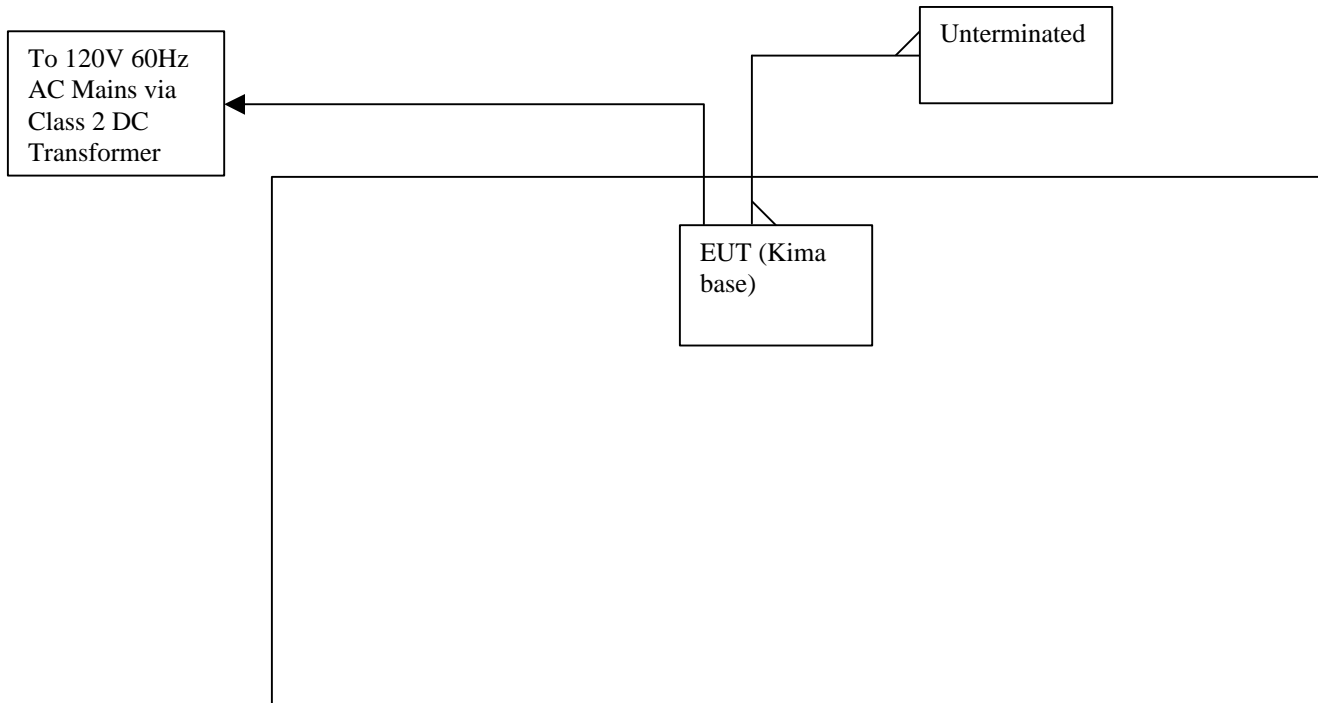 To 120V 60Hz
AC Mains via
Class 2 DC
Transformer
Unterminated
EUT (Kima
base)